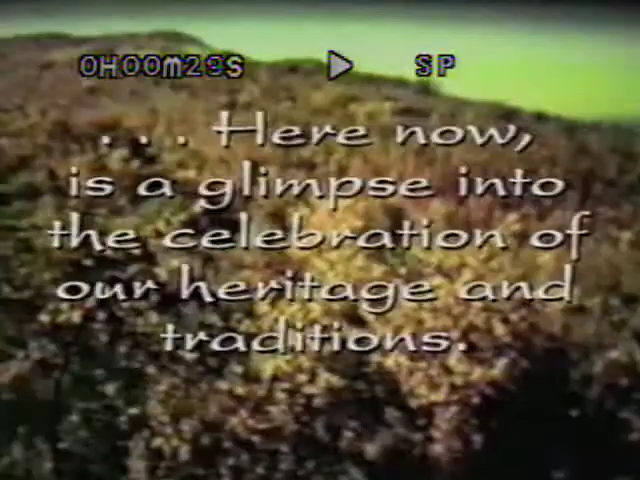 0H00m23s ▶ SP
. . . Here now,
is a glimpse into
the celebration of
our heritage and
traditions.